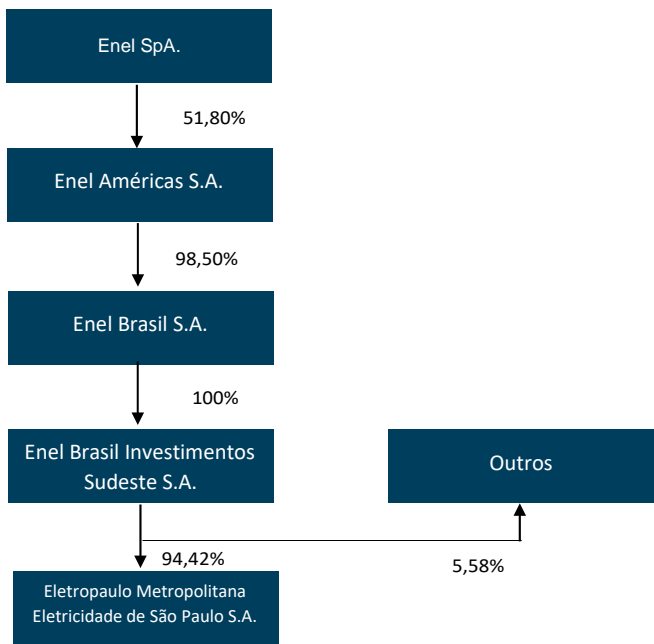 Enel SpA.
51,80%
Enel Américas S.A.
98,50%
Enel Brasil S.A.
100%
Enel Brasil Investimentos
Sudeste S.A.
Outros
94,42%
5,58%
Eletropaulo Metropolitana
Eletricidade de São Paulo S.A.